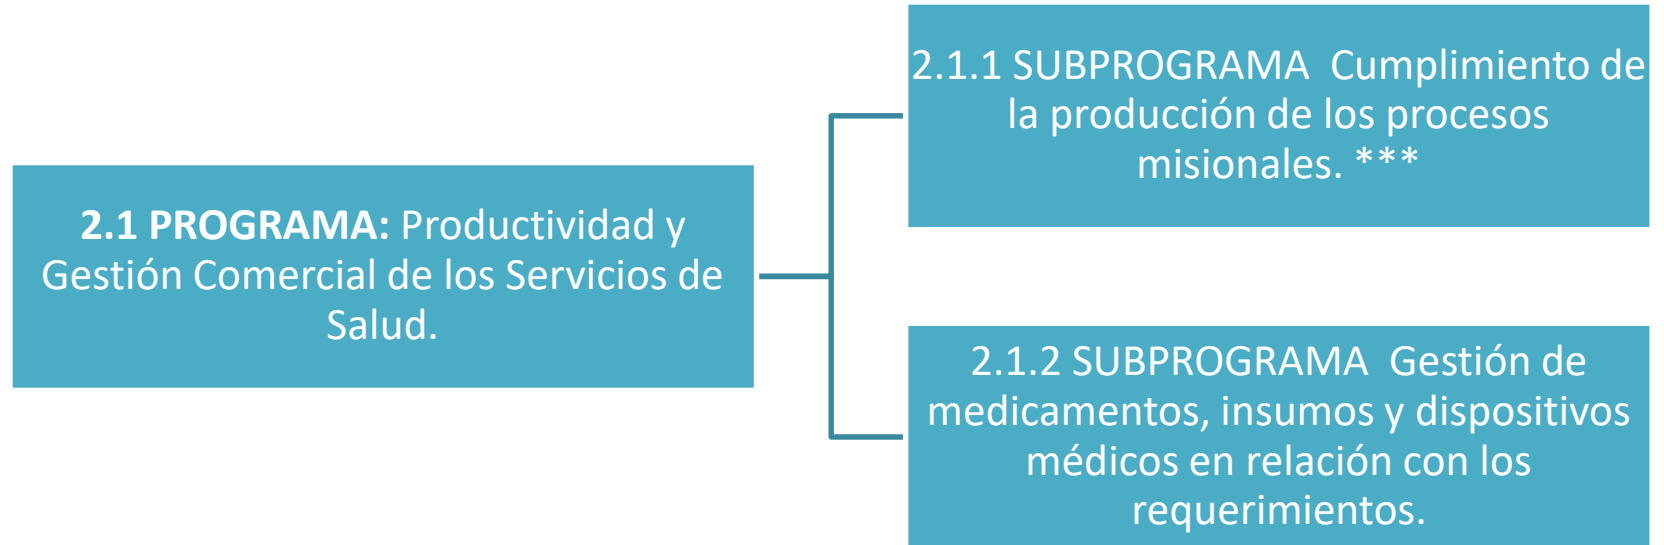 2.1 PROGRAMA: Productividad y
Gestión Comercial de los Servicios de
Salud.
2.1.1 SUBPROGRAMA  Cumplimiento de
la producción de los procesos
misionales. ***
2.1.2 SUBPROGRAMA  Gestión de
medicamentos, insumos y dispositivos
médicos en relación con los
requerimientos.